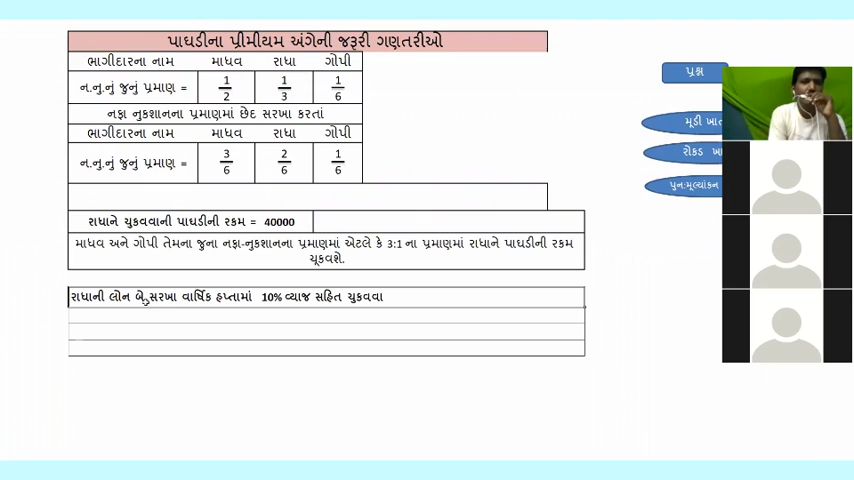 પાઘડીના પ્રીમીયમ અંગેની જરૂરી ગણતરીઓ
ભાગીદારના નામ માધવ રાધા ગોપી
ન.નુ.નું જુનું પ્રમાણ = 1/2 1/3 1/6
નફા નુકશાનના પ્રમાણમાં છેદ સરખા કરતાં
ભાગીદારના નામ માધવ રાધા ગોપી
ન.નુ.નું જુનું પ્રમાણ = 3/6 2/6 1/6
રાધાને ચુકવવાની પાઘડીની રકમ = 40000
માધવ અને ગોપી તેમના જુના નફા-નુકશાનના પ્રમાણમાં એટલે કે 3:1 ના પ્રમાણમાં રાધાને પાઘડીની રકમ
ચૂકવશે.
રાધાની લોન બે સરખા વાર્ષિક હપ્તામાં 10% વ્યાજ સહિત ચુકવવા
પ્રશ્ન
મૂડી
રોકડ
પુન:મૂલ્યાંકન